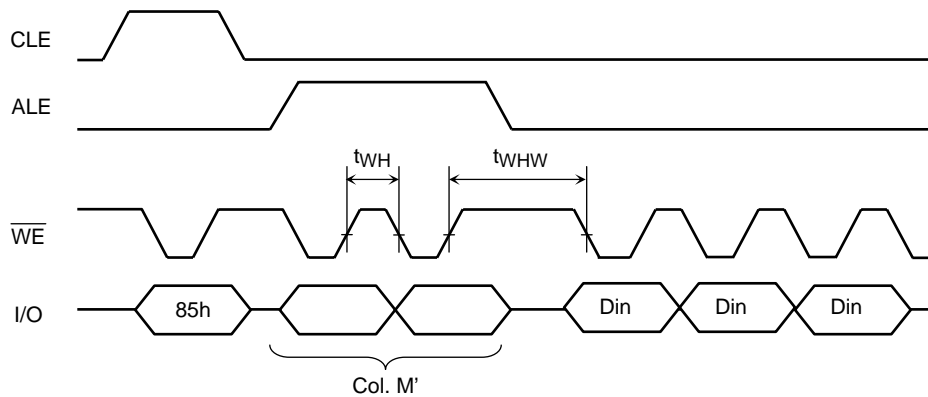 CLE
ALE
tWH
tWHW
WE
I/O
85h
Din
Din
Din
Col. M’